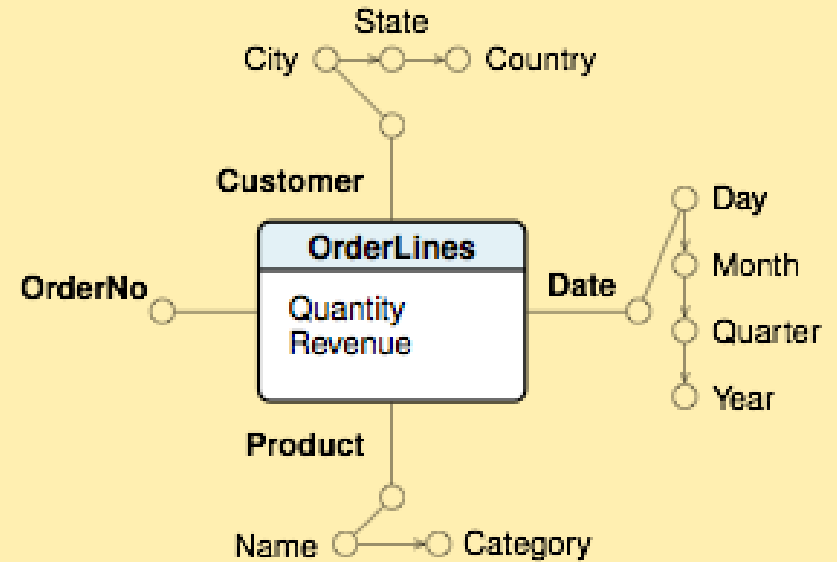 State
City
Country
Customer
Day
OrderLines
Month
OrderNo
Date
Quantity
Revenue
Quarter
Year
Product
Name
Category